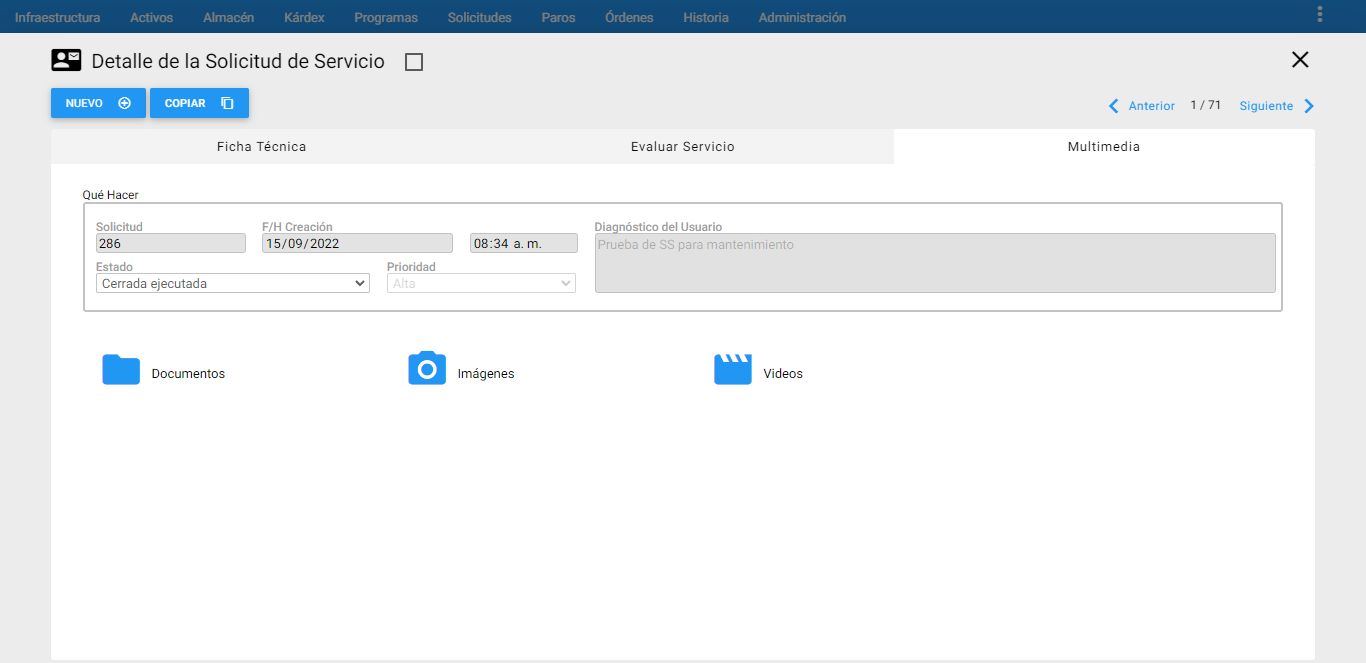 Infraestructura Activos Almacén Kárdex Programas Solicitudes Paros Órdenes Historia Administración
Detalle de la Solicitud de Servicio
NUEVO COPIAR
Anterior 1 / 71 Siguiente
Ficha Técnica Evaluar Servicio Multimedia
Qué Hacer
Solicitud F/H Creación Diagnóstico del Usuario
286 15/09/2022 08:34 a. m. Prueba de SS para mantenimiento
Estado Prioridad
Cerrada ejecutada Alta
Documentos Imágenes Videos